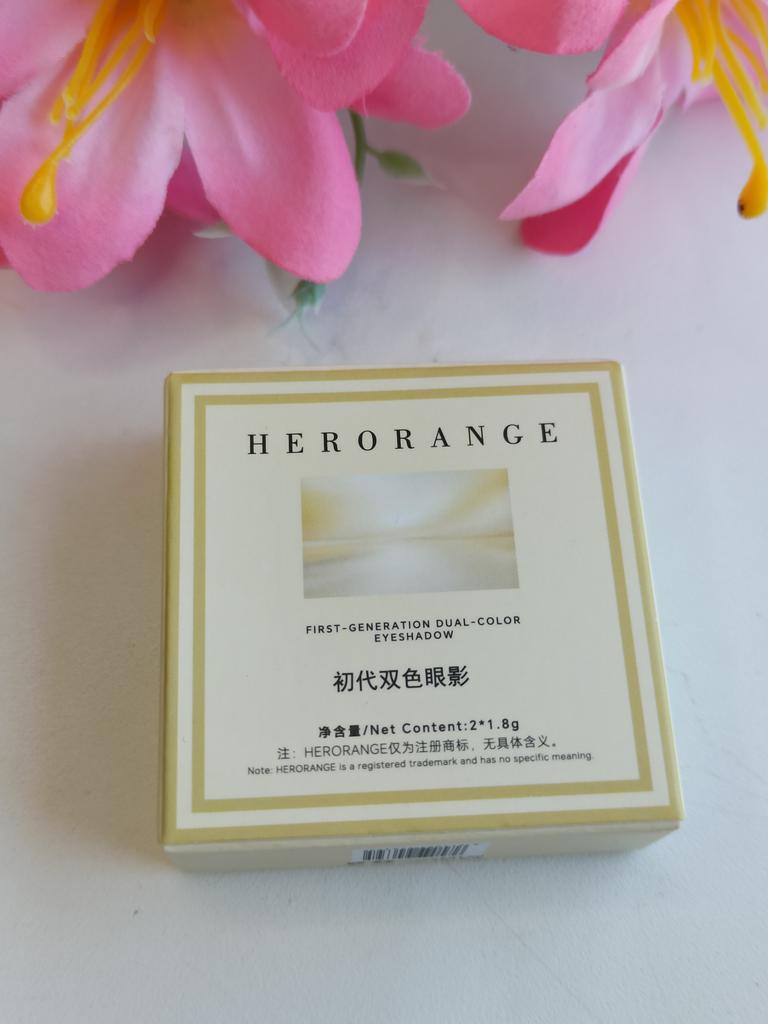 HERORANGE
FIRST-GENERATION DUAL-COLOR
EYESHADOW
初代双色眼影
净含量/Net Content:2*1.8g
注：HERORANGE仅为注册商标，无具体含义。
Note: HERORANGE is a registered trademark and has no specific meaning.